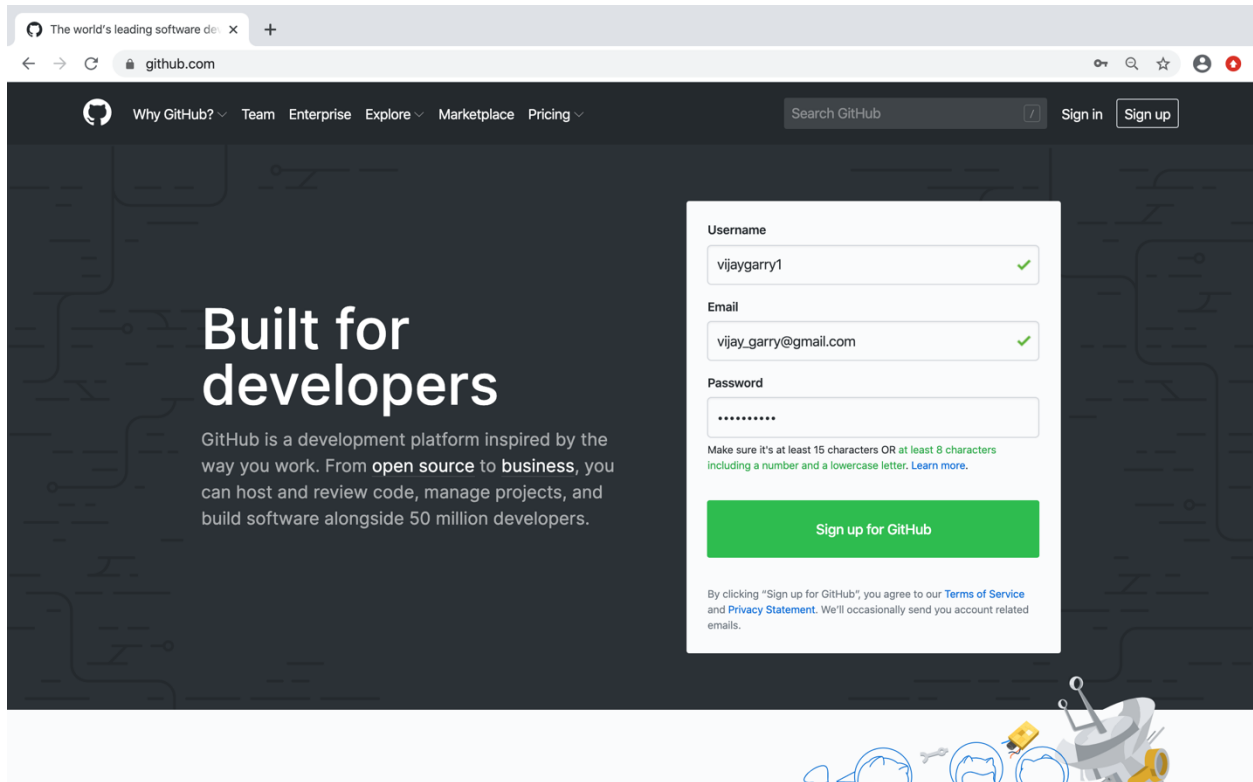 The world's leading software dev
github.com
Why GitHub? Team Enterprise Explore Marketplace Pricing Search GitHub / Sign in Sign up
Built for
developers
GitHub is a development platform inspired by the
way you work. From open source to business, you
can host and review code, manage projects, and
build software alongside 50 million developers.
Username
vijaygarry1
Email
vijay_garry@gmail.com
Password
••••••••••
Make sure it's at least 15 characters OR at least 8 characters
including a number and a lowercase letter. Learn more.
Sign up for GitHub
By clicking “Sign up for GitHub”, you agree to our Terms of Service
and Privacy Statement. We'll occasionally send you account related
emails.